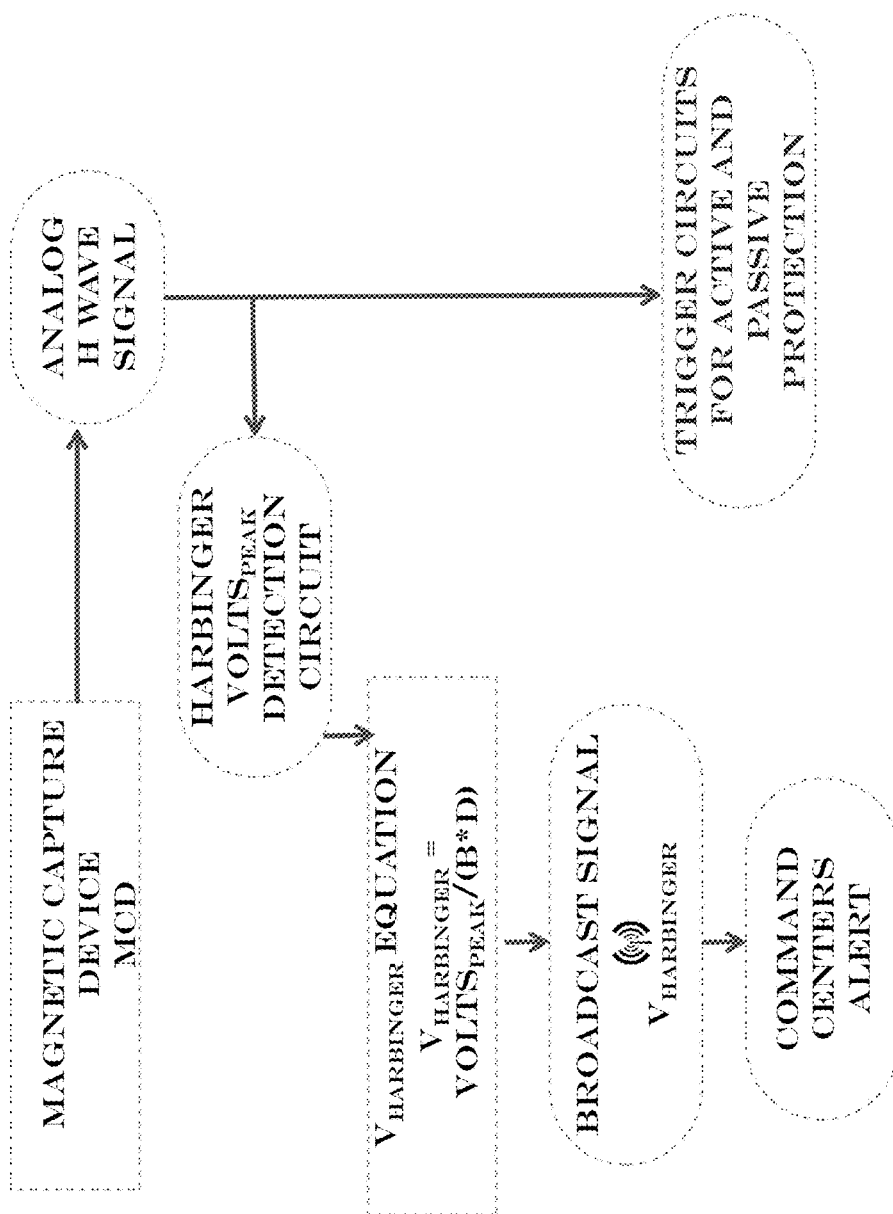 MAGNETIC CAPTURE
DEVICE
MCD
ANALOG
H WAVE
SIGNAL
HARBINGER
VOLTSPEAK
DETECTION
CIRCUIT
VHARBINGER EQUATION
VHARBINGER =
VOLTSPEAK/(B*D)
BROADCAST SIGNAL
VHARBINGER
COMMAND
CENTERS
ALERT
TRIGGER CIRCUITS
FOR ACTIVE AND
PASSIVE
PROTECTION